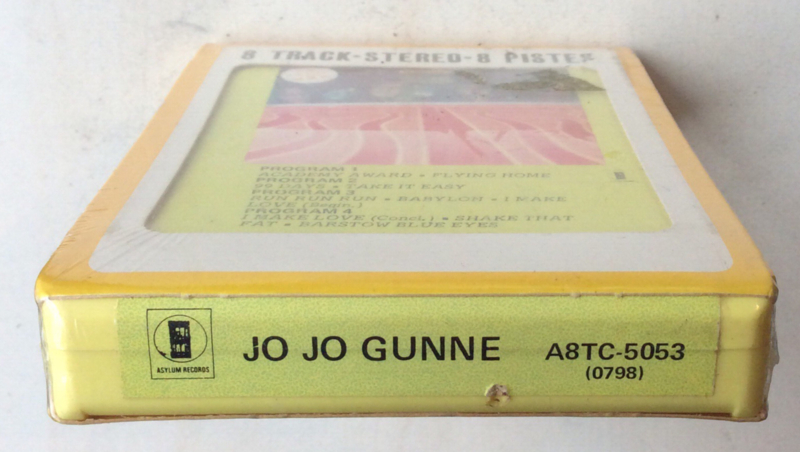 8 TRACK-STEREO-8 PISTES
PROGRAM 1
ACADEMY AWARD • FLYING HOME
PROGRAM 2
99 DAYS • TAKE IT EASY
PROGRAM 3
RUN RUN RUN • BABYLON • I MAKE
LOVE (Begin.)
PROGRAM 4
I MAKE LOVE (Concl.) • SHAKE THAT
FAT • BARSTOW BLUE EYES
ASYLUM RECORDS
JO JO GUNNE
A8TC-5053
(0798)